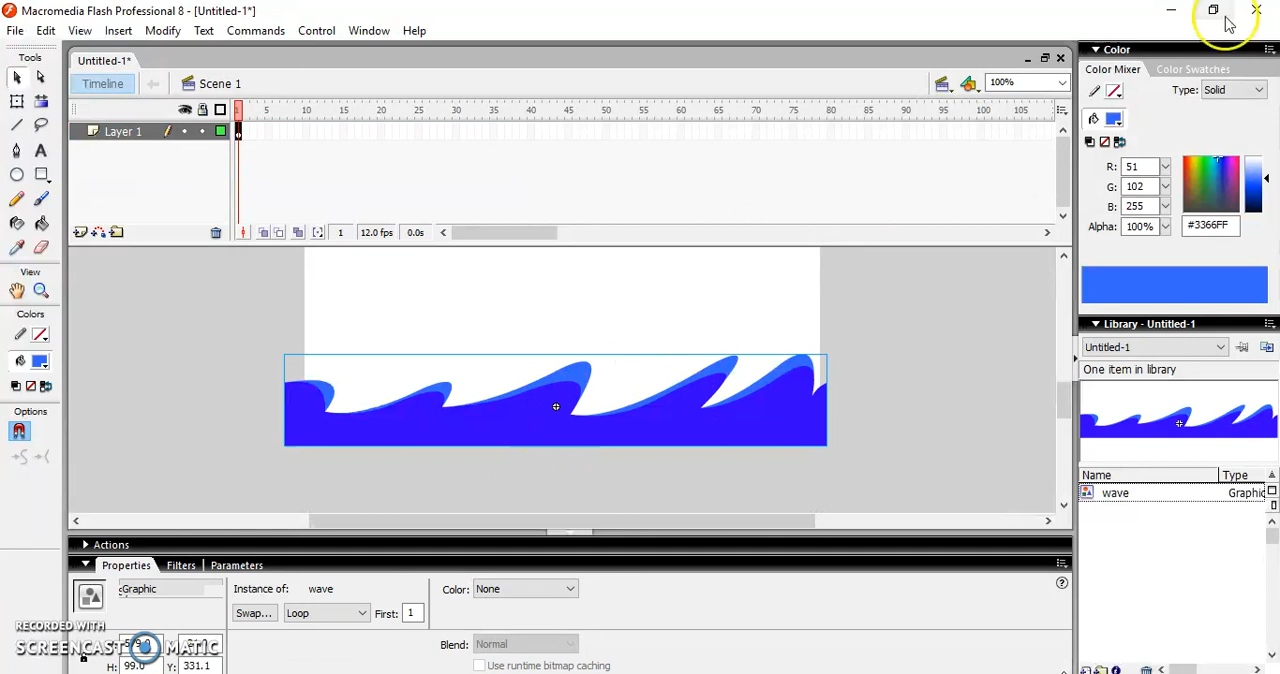 Macromedia Flash Professional 8 - [Untitled-1*]
File Edit View Insert Modify Text Commands Control Window Help
Tools
View
Colors
Options
Untitled-1*
Timeline
Scene 1
100%
5 10 15 20 25 30 35 40 45 50 55 60 65 70 75 80 85 90 95 100 105
Layer 1
1 12.0 fps 0.0s
Color
Color Mixer Color Swatches
Type: Solid
R: 51
G: 102
B: 255
Alpha: 100% #3366FF
Library - Untitled-1
Untitled-1
One item in library
Name Type
wave Graphic
Actions
Properties Filters Parameters
Graphic
Instance of: wave
Color: None
Swap... Loop First: 1
Blend: Normal
Use runtime bitmap caching
H: 99.0 Y: 331.1
RECORDED WITH
SCREENCAST MATIC